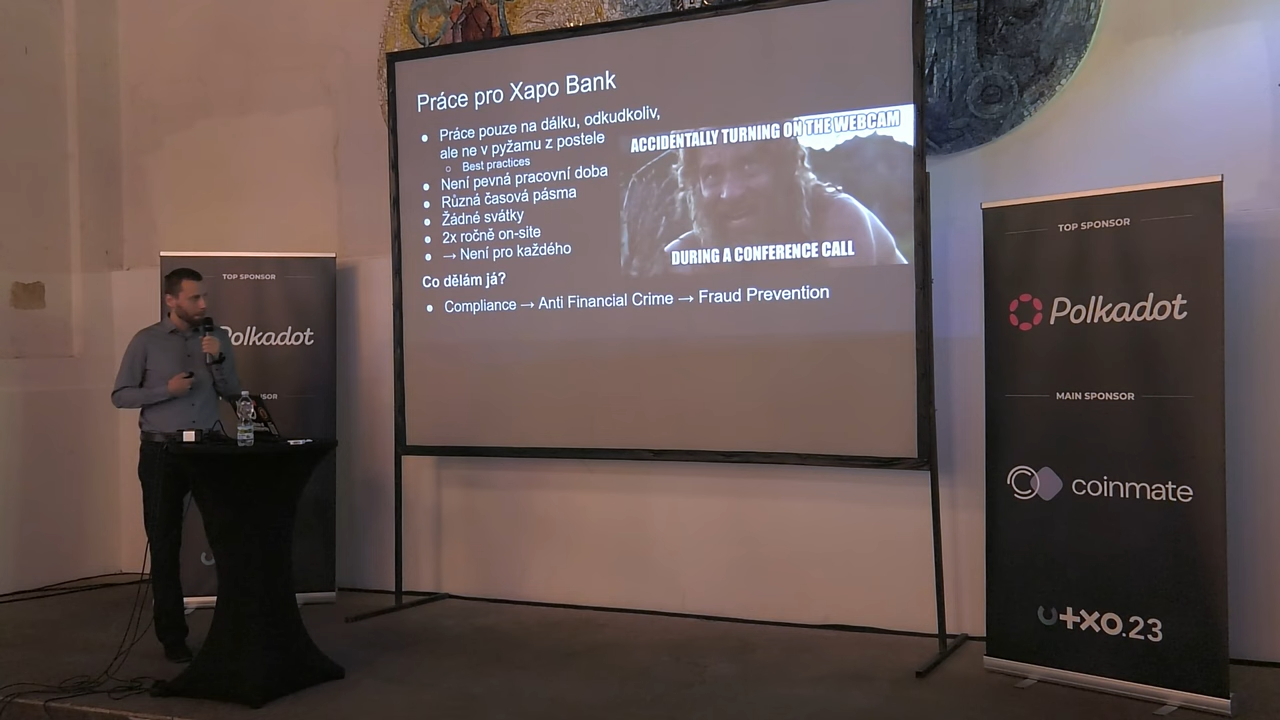 Práce pro Xapo Bank
Práce pouze na dálku, odkudkoliv,
ale ne v pyžamu z postele
Best practices
Není pevná pracovní doba
Různá časová pásma
Žádné svátky
2x ročně on-site
→ Není pro každého
Co dělám já?
Compliance → Anti Financial Crime → Fraud Prevention
ACCIDENTALLY TURNING ON THE WEBCAM
DURING A CONFERENCE CALL
TOP SPONSOR
Polkadot
TOP SPONSOR
Polkadot
MAIN SPONSOR
coinmate
utxo.23